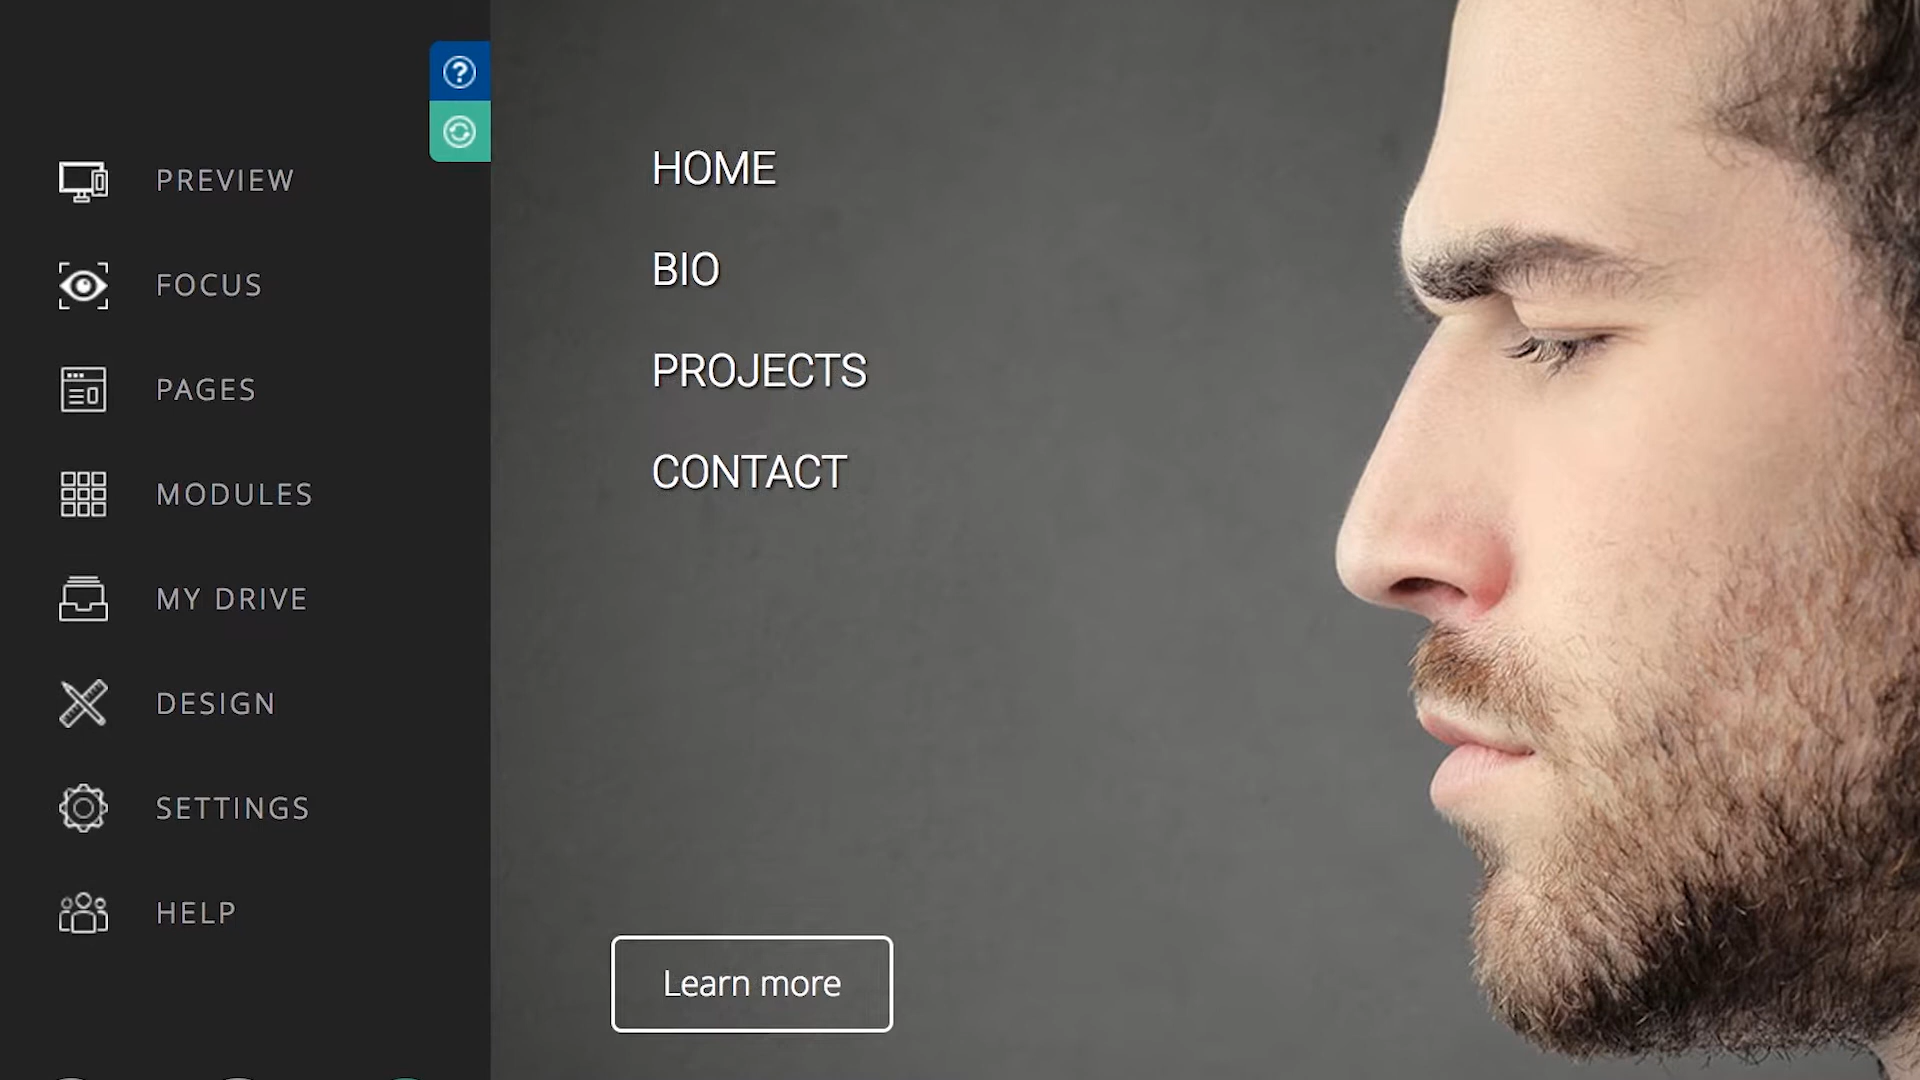 PREVIEW
FOCUS
PAGES
MODULES
MY DRIVE
DESIGN
SETTINGS
HELP
HOME
BIO
PROJECTS
CONTACT
Learn more